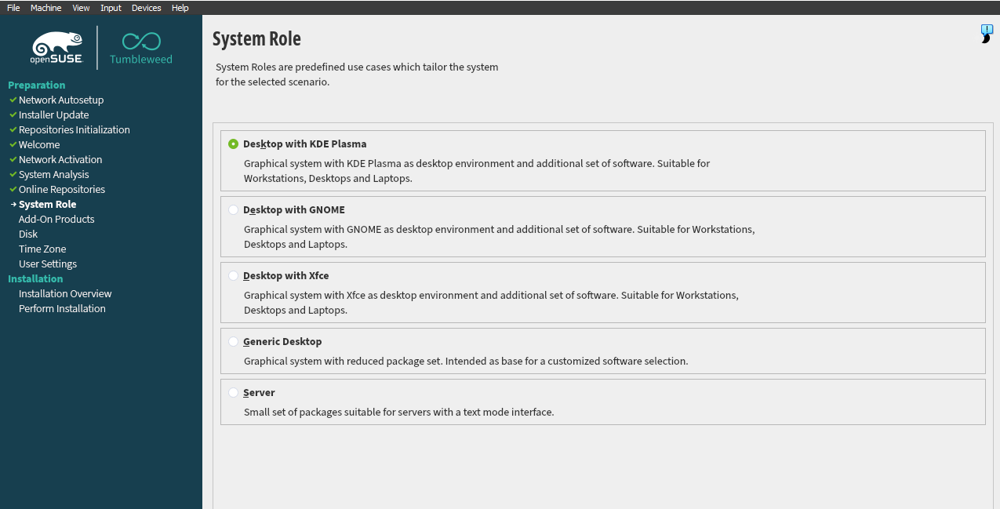 File Machine View Input Devices Help
openSUSE
Tumbleweed
Preparation
Network Autosetup
Installer Update
Repositories Initialization
Welcome
Network Activation
System Analysis
Online Repositories
System Role
Add-On Products
Disk
Time Zone
User Settings
Installation
Installation Overview
Perform Installation
System Role
System Roles are predefined use cases which tailor the system
for the selected scenario.
Desktop with KDE Plasma
Graphical system with KDE Plasma as desktop environment and additional set of software. Suitable for
Workstations, Desktops and Laptops.
Desktop with GNOME
Graphical system with GNOME as desktop environment and additional set of software. Suitable for Workstations,
Desktops and Laptops.
Desktop with Xfce
Graphical system with Xfce as desktop environment and additional set of software. Suitable for Workstations,
Desktops and Laptops.
Generic Desktop
Graphical system with reduced package set. Intended as base for a customized software selection.
Server
Small set of packages suitable for servers with a text mode interface.